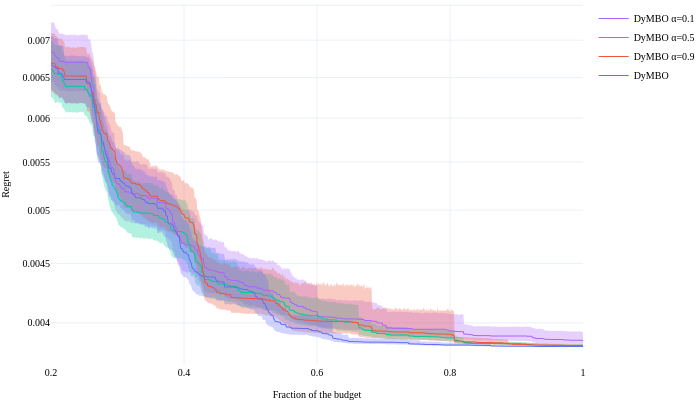 0.007
0.0065
0.006
0.0055
0.005
0.0045
0.004
Regret
0.2
0.4
0.6
0.8
1
Fraction of the budget
DyMBO α=0.1
DyMBO α=0.5
DyMBO α=0.9
DyMBO